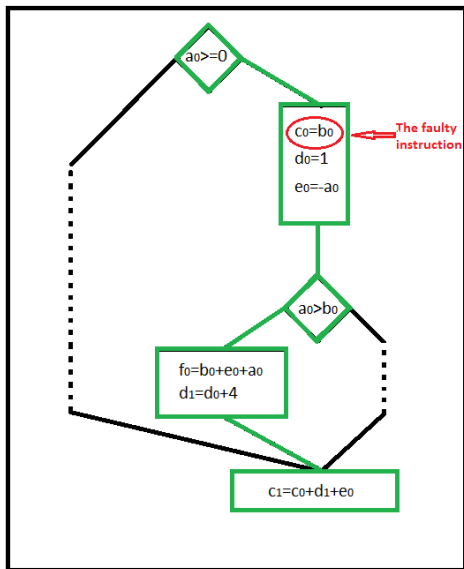 a₀>=0
c₀=b₀
d₀=1
e₀=-a₀
The faulty
instruction
a₀>b₀
f₀=b₀+e₀+a₀
d₁=d₀+4
c₁=c₀+d₁+e₀